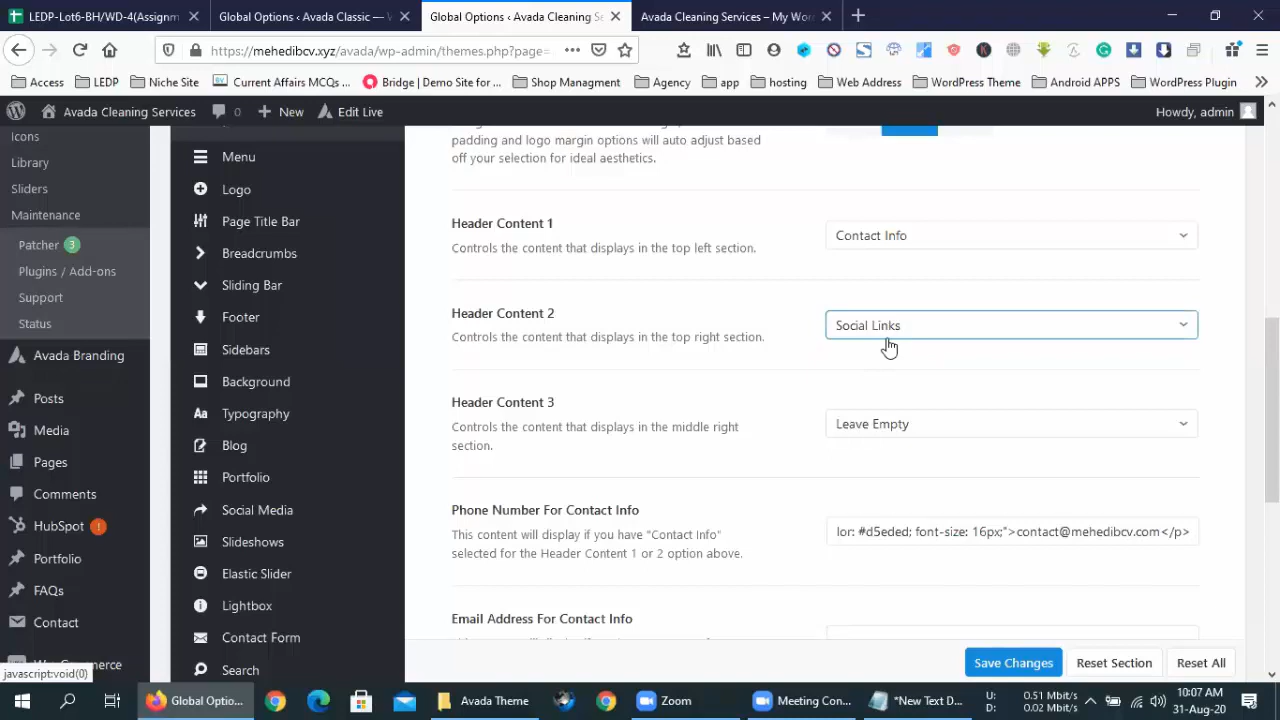 LEDP-Lot6-BH/WD-4(Assignm
Global Options ‹ Avada Classic —
Global Options ‹ Avada Cleaning Se
Avada Cleaning Services – My Wor
https://mehedibcv.xyz/avada/wp-admin/themes.php?page=
Access
LEDP
Niche Site
Current Affairs MCQs ...
Bridge | Demo Site for ...
Shop Managment
Agency
app
hosting
Web Address
WordPress Theme
Android APPS
WordPress Plugin
Avada Cleaning Services
0
New
Edit Live
Howdy, admin
Icons
Library
Sliders
Maintenance
Patcher 3
Plugins / Add-ons
Support
Status
Avada Branding
Posts
Media
Pages
Comments
HubSpot !
Portfolio
FAQs
Contact
javascript:void(0)
Menu
Logo
Page Title Bar
Breadcrumbs
Sliding Bar
Footer
Sidebars
Background
Typography
Blog
Portfolio
Social Media
Slideshows
Elastic Slider
Lightbox
Contact Form
Search
padding and logo margin options will auto adjust based
off your selection for ideal aesthetics.
Header Content 1
Controls the content that displays in the top left section.
Contact Info
Header Content 2
Controls the content that displays in the top right section.
Social Links
Header Content 3
Controls the content that displays in the middle right
section.
Leave Empty
Phone Number For Contact Info
This content will display if you have "Contact Info"
selected for the Header Content 1 or 2 option above.
lor: #d5eded; font-size: 16px;">contact@mehedibcv.com</p>
Email Address For Contact Info
Save Changes
Reset Section
Reset All
Global Optio...
Avada Theme
Zoom
Meeting Con...
*New Text D...
U: 0.51 Mbit/s
D: 0.02 Mbit/s
10:07 AM
31-Aug-20